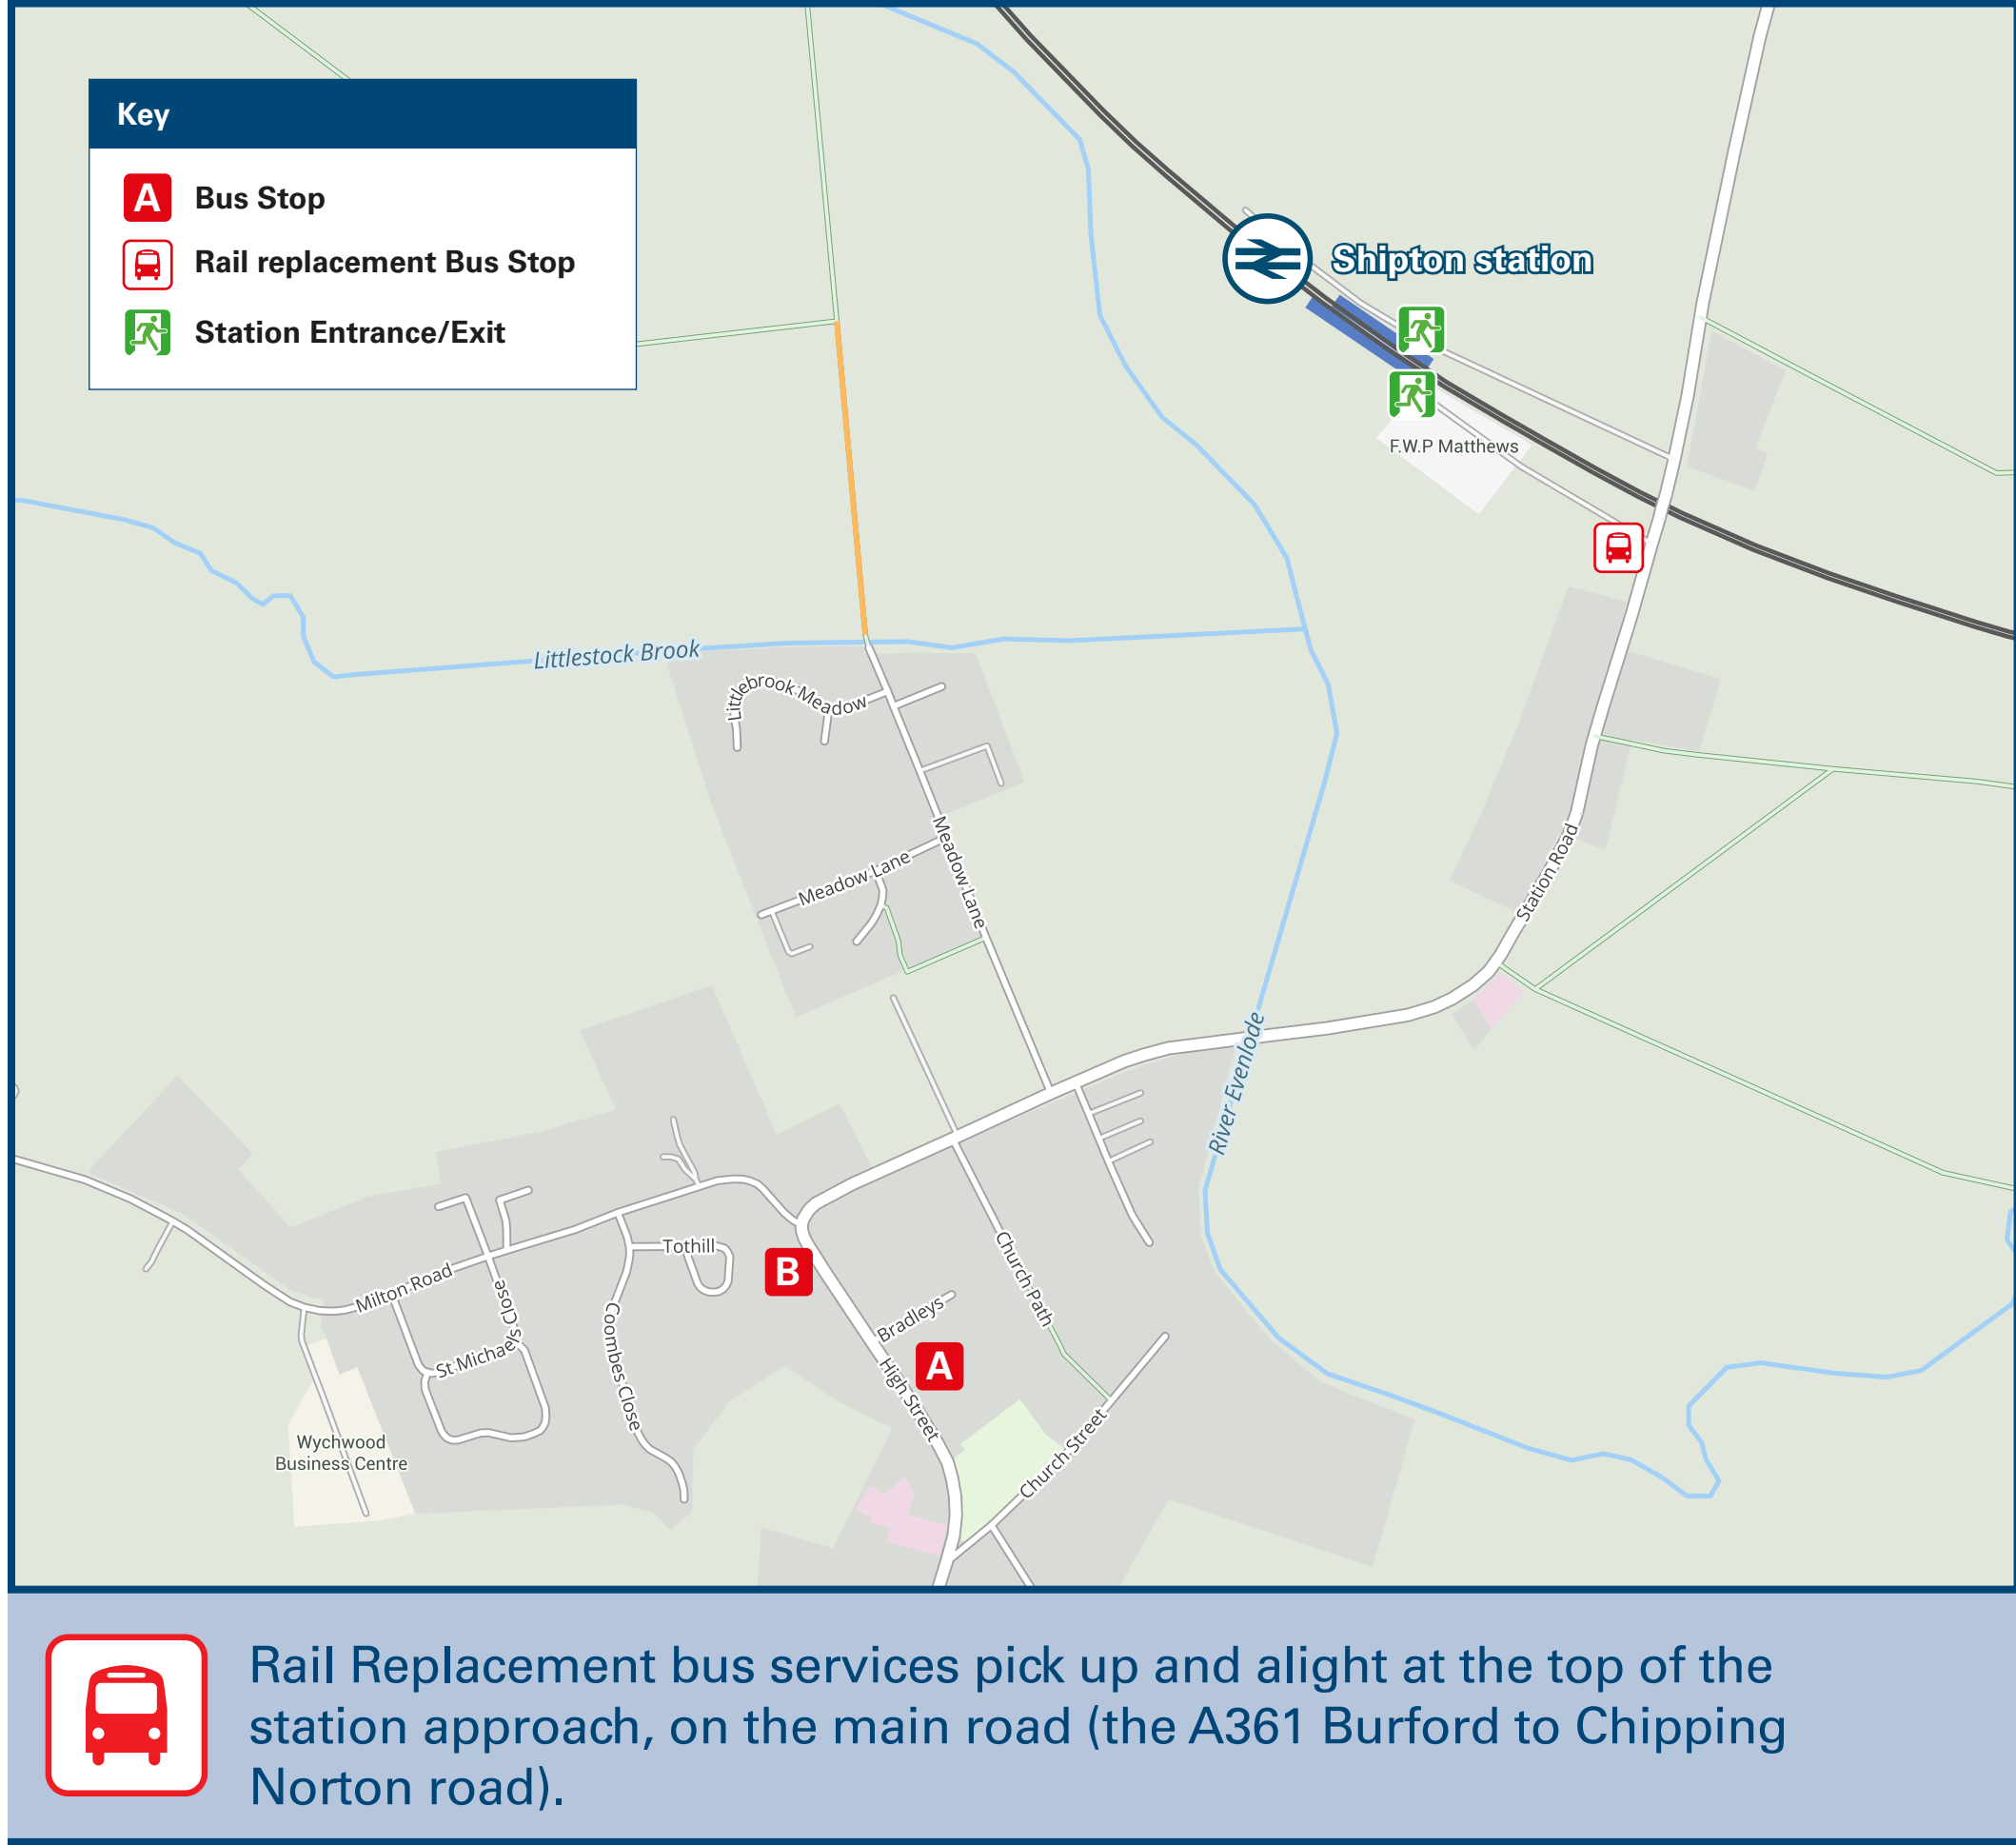 Key
A Bus Stop
Rail replacement Bus Stop
Station Entrance/Exit
Shipton station
F.W.P Matthews
Littlestock Brook
Littlebrook Meadow
Meadow Lane
Meadow Lane
Station Road
River Evenlode
Church Path
Tothill
B
Milton Road
St Michael's Close
Coombes Close
Bradleys
A
High Street
Church Street
Wychwood
Business Centre
Rail Replacement bus services pick up and alight at the top of the
station approach, on the main road (the A361 Burford to Chipping
Norton road).